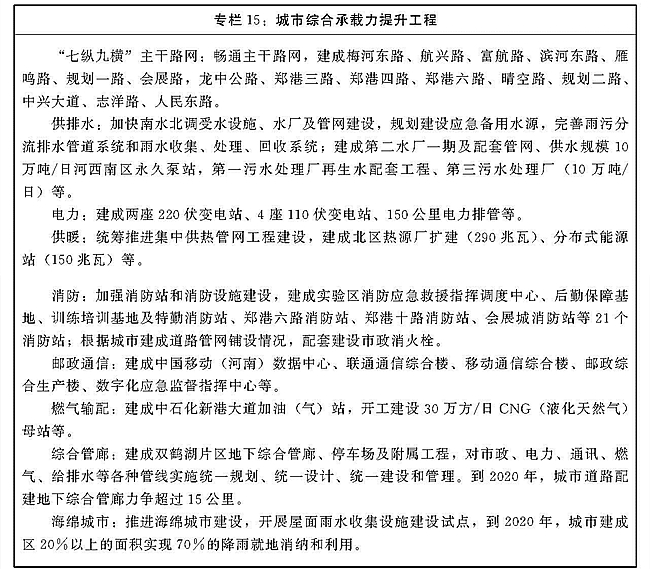 专栏 15：城市综合承载力提升工程
“七纵九横”主干路网：畅通主干路网，建成梅河东路、航兴路、富航路、滨河东路、雁
鸣路、规划一路、会展路，龙中公路、郑港三路、郑港四路、郑港六路、晴空路、规划二路、
中兴大道、志洋路、人民东路。
供排水：加快南水北调受水设施、水厂及管网建设，规划建设应急备用水源，完善雨污分
流排水管道系统和雨水收集、处理、回收系统；建成第二水厂一期及配套管网、供水规模 10
万吨/日河西南区永久泵站，第一污水处理厂再生水配套工程、第三污水处理厂（10 万吨/
日）等。
电力：建成两座 220 伏变电站、4 座 110 伏变电站、150 公里电力排管等。
供暖：统筹推进集中供热管网工程建设，建成北区热源厂扩建（290 兆瓦）、分布式能源
站（150 兆瓦）等。
消防：加强消防站和消防设施建设，建成实验区消防应急救援指挥调度中心、后勤保障基
地、训练培训基地及特勤消防站、郑港六路消防站、郑港十路消防站、会展城消防站等 21 个
消防站；根据城市建成道路管网铺设情况，配套建设市政消火栓。
邮政通信：建成中国移动（河南）数据中心、联通通信综合楼、移动通信综合楼、邮政综
合生产楼、数字化应急监督指挥中心等。
燃气输配：建成中石化新港大道加油（气）站，开工建设 30 万方/日 CNG（液化天然气）
母站等。
综合管廊：建成双鹤湖片区地下综合管廊、停车场及附属工程，对市政、电力、通讯、燃
气、给排水等各种管线实施统一规划、统一设计、统一建设和管理。到 2020 年，城市道路配
建地下综合管廊力争超过 15 公里。
海绵城市：推进海绵城市建设，开展屋面雨水收集设施建设试点，到 2020 年，城市建成
区 20％以上的面积实现 70％的降雨就地消纳和利用。